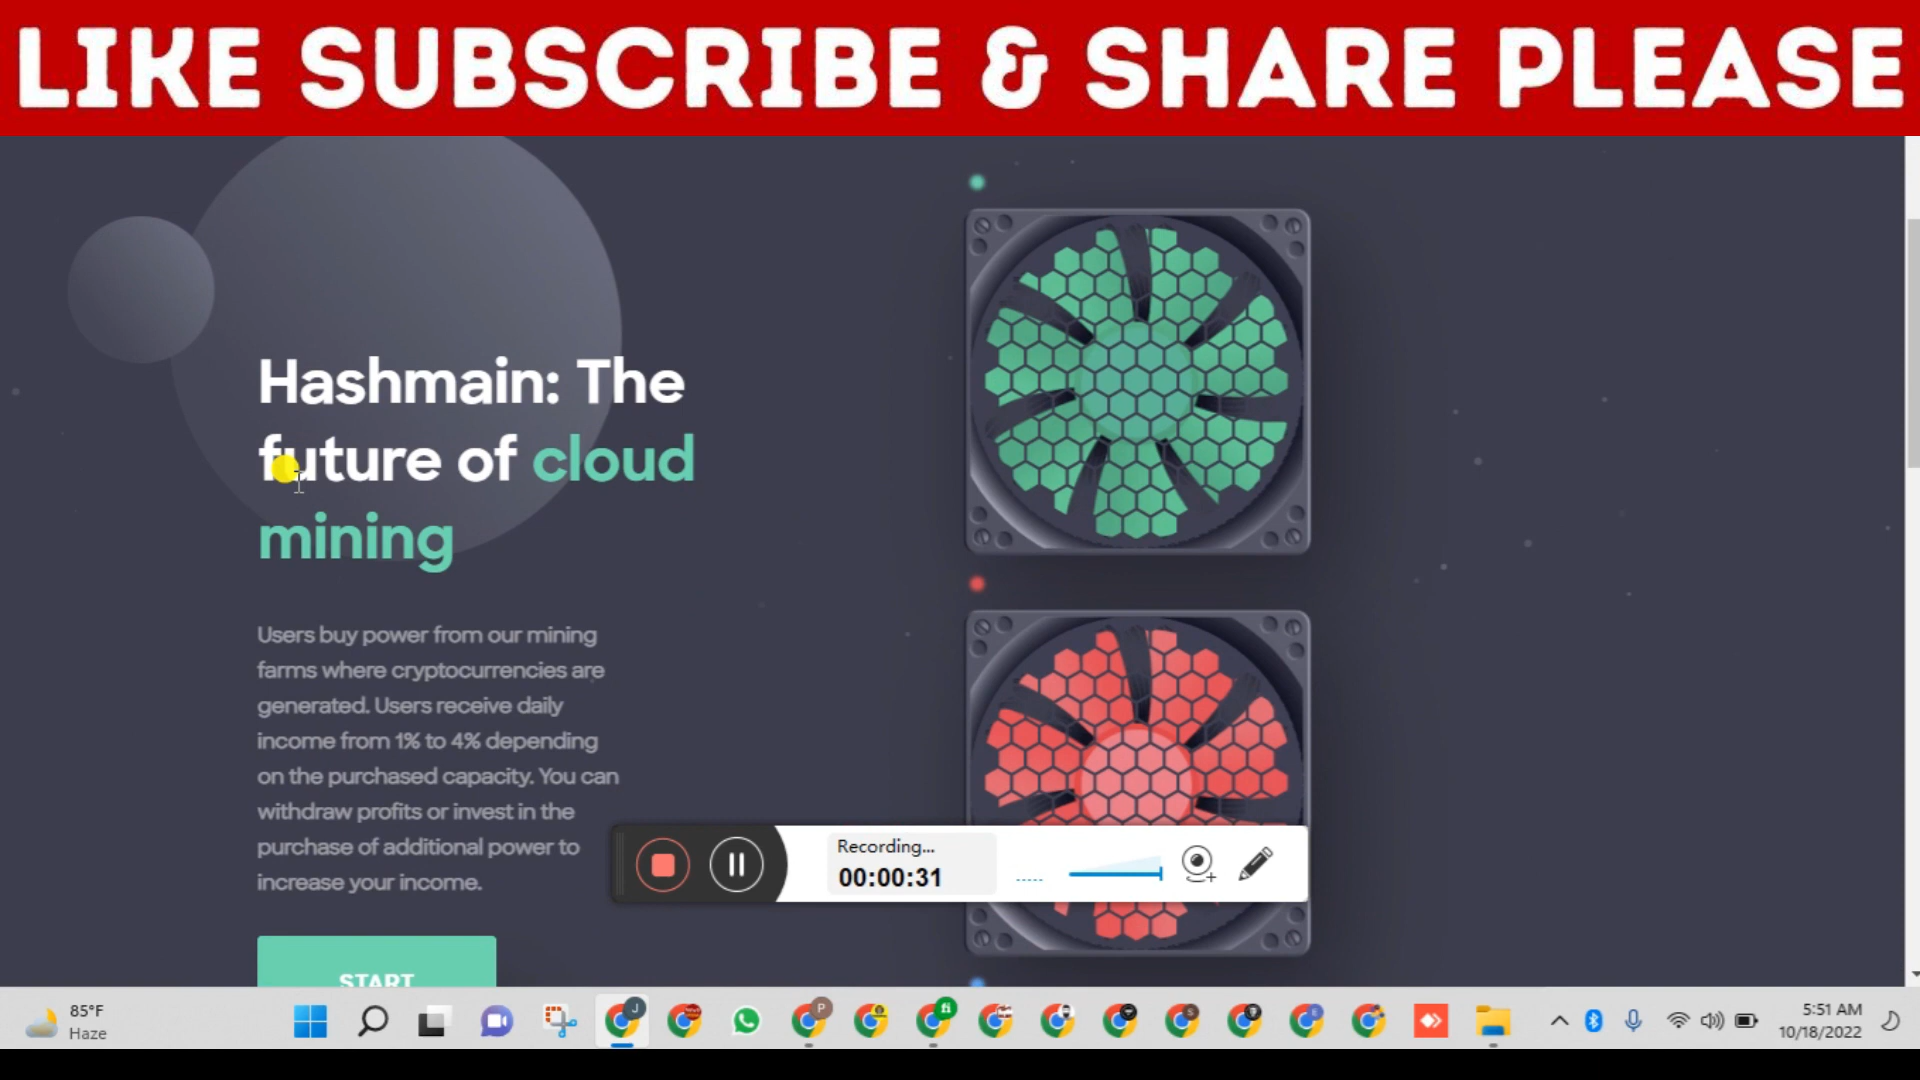 LIKE SUBSCRIBE & SHARE PLEASE
Hashmain: The
future of cloud
mining
Users buy power from our mining
farms where cryptocurrencies are
generated. Users receive daily
income from 1% to 4% depending
on the purchased capacity. You can
withdraw profits or invest in the
purchase of additional power to
increase your income.
START
Recording...
00:00:31
85°F
Haze
J
P
fi
S
E
5:51 AM
10/18/2022